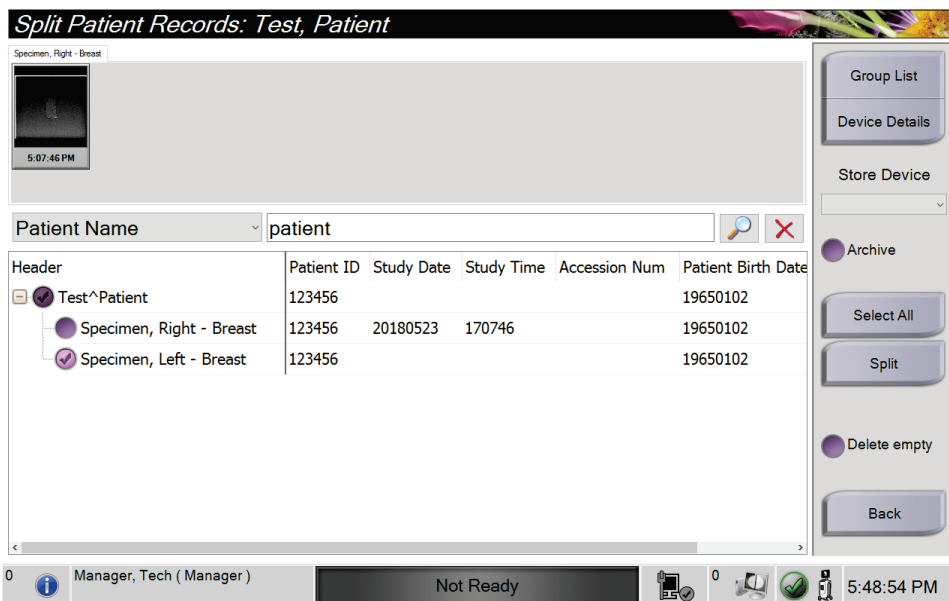 Split Patient Records: Test, Patient
Specimen, Right - Breast
5:07:46 PM
Group List
Device Details
Store Device
Archive
Select All
Split
Delete empty
Back
Patient Name patient
Header Patient ID Study Date Study Time Accession Num Patient Birth Date
Test^Patient 123456 19650102
Specimen, Right - Breast 123456 20180523 170746 19650102
Specimen, Left - Breast 123456 19650102
0 Manager, Tech ( Manager ) Not Ready 0 5:48:54 PM